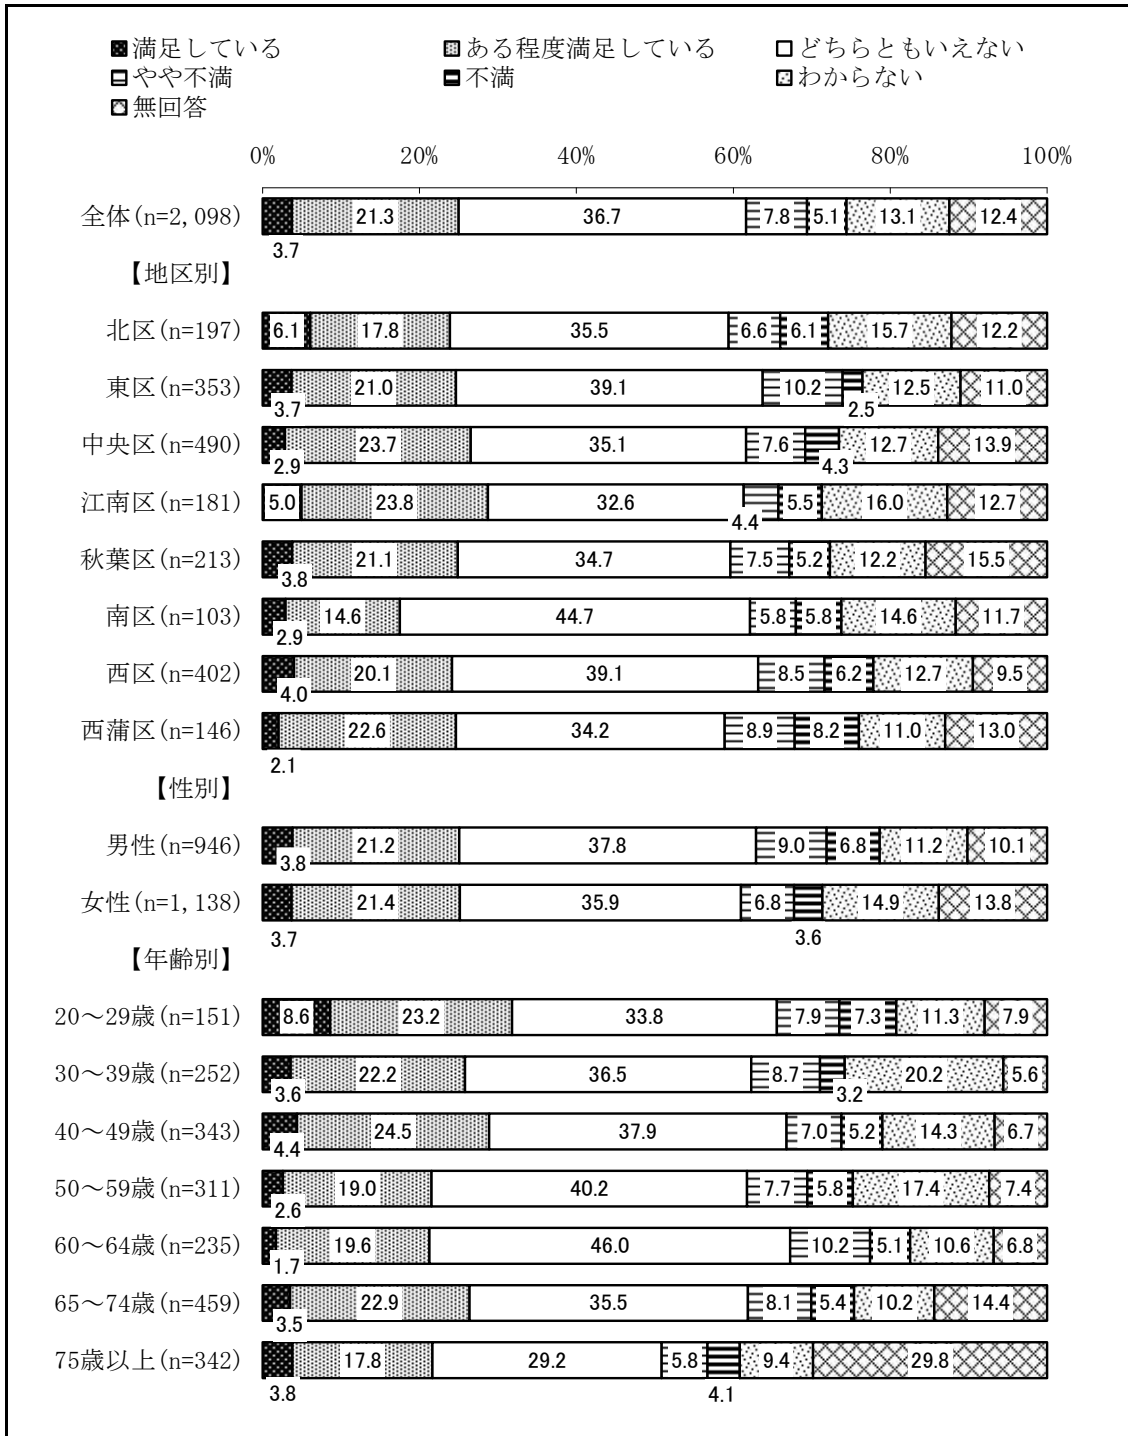 満足している ある程度満足している どちらともいえない
やや不満 不満 わからない
無回答
0% 20% 40% 60% 80% 100%
全体(n=2,098) 21.3 36.7 7.8 5.1 13.1 12.4
3.7
【地区別】
北区(n=197) 6.1 17.8 35.5 6.6 6.1 15.7 12.2
東区(n=353) 21.0 39.1 10.2 12.5 11.0
3.7 2.5
中央区(n=490) 23.7 35.1 7.6 12.7 13.9
2.9 4.3
江南区(n=181) 5.0 23.8 32.6 5.5 16.0 12.7
4.4
秋葉区(n=213) 21.1 34.7 7.5 5.2 12.2 15.5
3.8
南区(n=103) 14.6 44.7 5.8 5.8 14.6 11.7
2.9
西区(n=402) 20.1 39.1 8.5 6.2 12.7 9.5
4.0
西蒲区(n=146) 22.6 34.2 8.9 8.2 11.0 13.0
2.1
【性別】
男性(n=946) 21.2 37.8 9.0 6.8 11.2 10.1
3.8
女性(n=1,138) 21.4 35.9 6.8 14.9 13.8
3.7 3.6
【年齢別】
20～29歳(n=151) 8.6 23.2 33.8 7.9 7.3 11.3 7.9
30～39歳(n=252) 22.2 36.5 8.7 20.2 5.6
3.6 3.2
40～49歳(n=343) 24.5 37.9 7.0 5.2 14.3 6.7
4.4
50～59歳(n=311) 19.0 40.2 7.7 5.8 17.4 7.4
2.6
60～64歳(n=235) 19.6 46.0 10.2 5.1 10.6 6.8
1.7
65～74歳(n=459) 22.9 35.5 8.1 5.4 10.2 14.4
3.5
75歳以上(n=342) 17.8 29.2 5.8 9.4 29.8
3.8 4.1